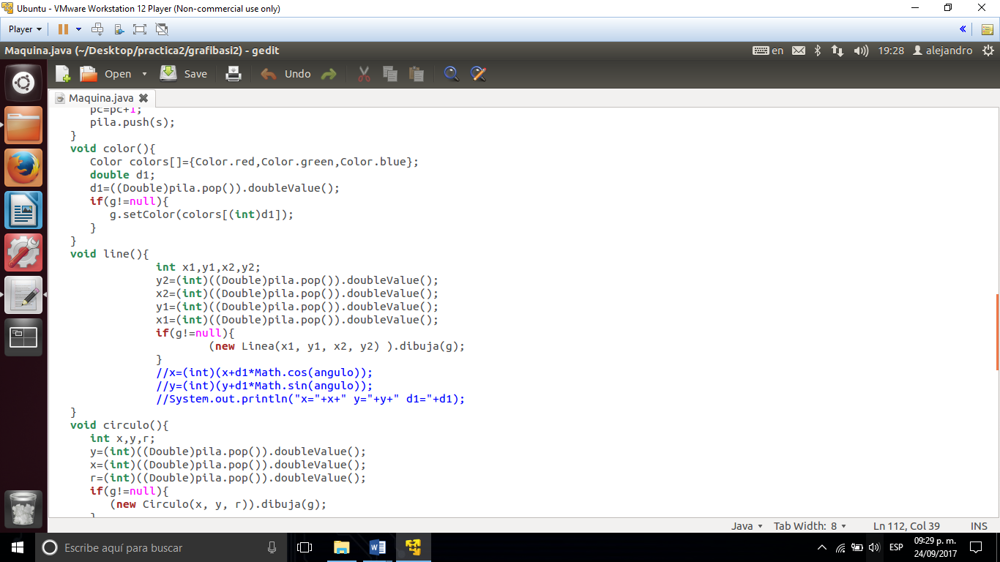 Ubuntu - VMware Workstation 12 Player (Non-commercial use only)
Player
Maquina.java (~/Desktop/practica2/grafibasi2) - gedit
en
19:28
alejandro
Open
Save
Undo
Maquina.java
pc=pc+1;
pila.push(s);
}
void color(){
Color colors[]={Color.red,Color.green,Color.blue};
double d1;
d1=((Double)pila.pop()).doubleValue();
if(g!=null){
g.setColor(colors[(int)d1]);
}
}
void line(){
int x1,y1,x2,y2;
y2=(int)((Double)pila.pop()).doubleValue();
x2=(int)((Double)pila.pop()).doubleValue();
y1=(int)((Double)pila.pop()).doubleValue();
x1=(int)((Double)pila.pop()).doubleValue();
if(g!=null){
(new Linea(x1, y1, x2, y2) ).dibuja(g);
}
//x=(int)(x+d1*Math.cos(angulo));
//y=(int)(y+d1*Math.sin(angulo));
//System.out.println("x="+x+" y="+y+" d1="+d1);
}
void circulo(){
int x,y,r;
y=(int)((Double)pila.pop()).doubleValue();
x=(int)((Double)pila.pop()).doubleValue();
r=(int)((Double)pila.pop()).doubleValue();
if(g!=null){
(new Circulo(x, y, r)).dibuja(g);
}
Java
Tab Width: 8
Ln 112, Col 39
INS
Escribe aquí para buscar
ESP
09:29 p. m.
24/09/2017